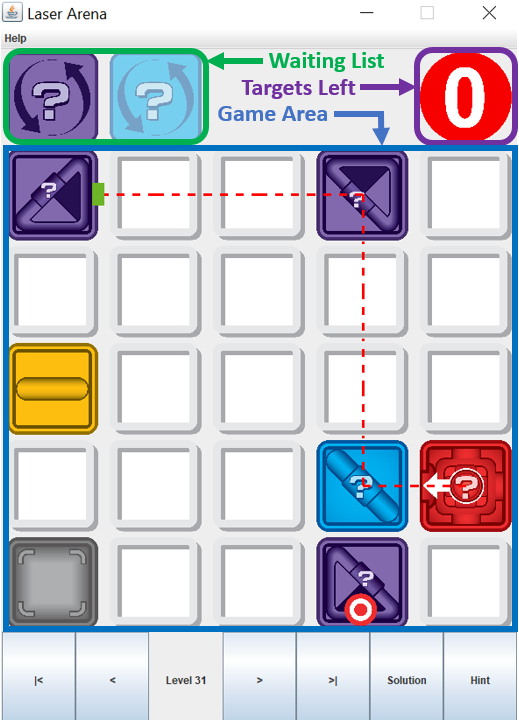 Laser Arena
Help
Waiting List
Targets Left
Game Area
? ? 0
? ?
? ?
?
|< < Level 31 > >| Solution Hint